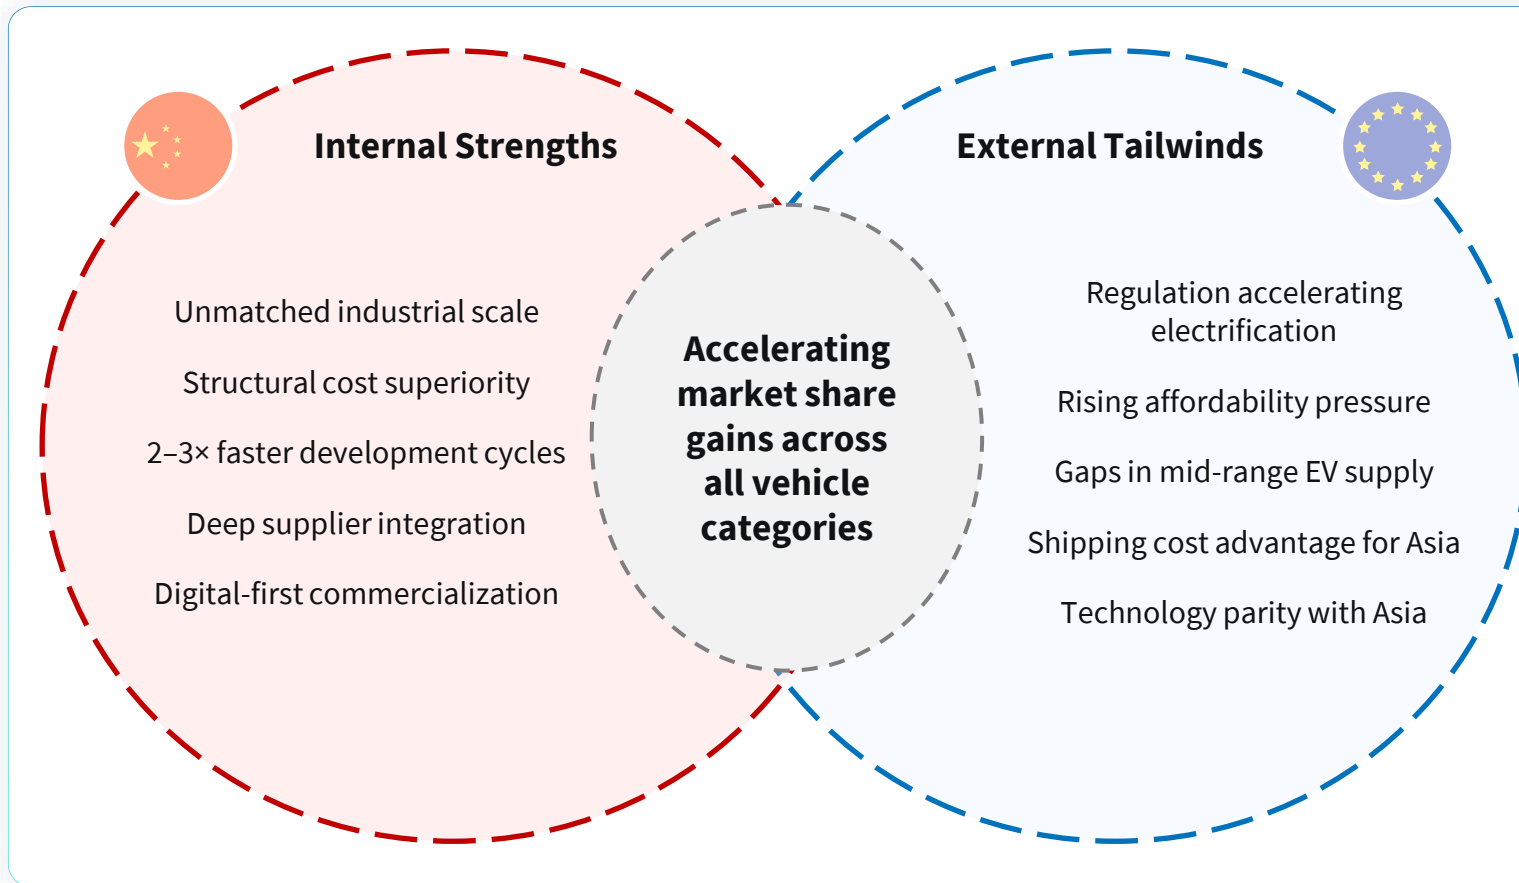 Internal Strengths
Unmatched industrial scale
Structural cost superiority
2–3× faster development cycles
Deep supplier integration
Digital-first commercialization
Accelerating
market share
gains across
all vehicle
categories
External Tailwinds
Regulation accelerating
electrification
Rising affordability pressure
Gaps in mid-range EV supply
Shipping cost advantage for Asia
Technology parity with Asia